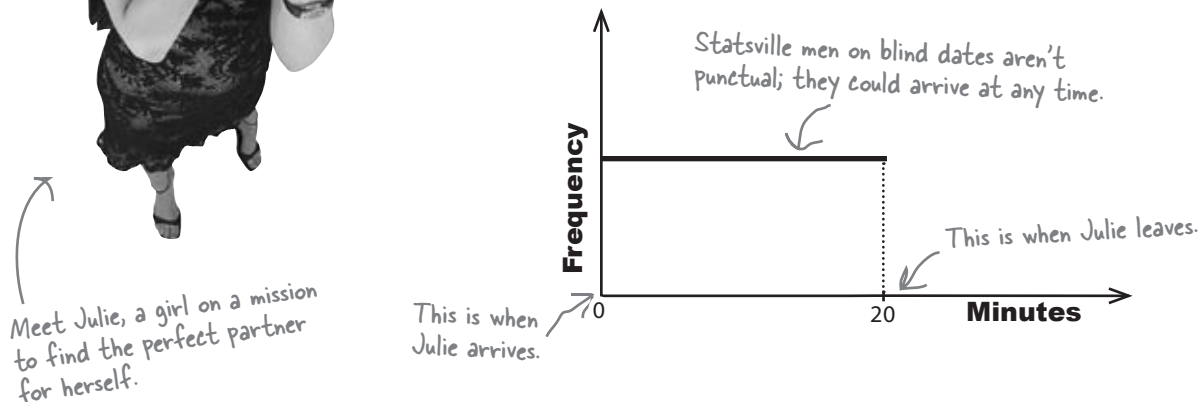 Statsville men on blind dates aren't
punctual; they could arrive at any time.
Frequency
This is when Julie leaves.
This is when
Julie arrives.
0
20
Minutes
Meet Julie, a girl on a mission
to find the perfect partner
for herself.